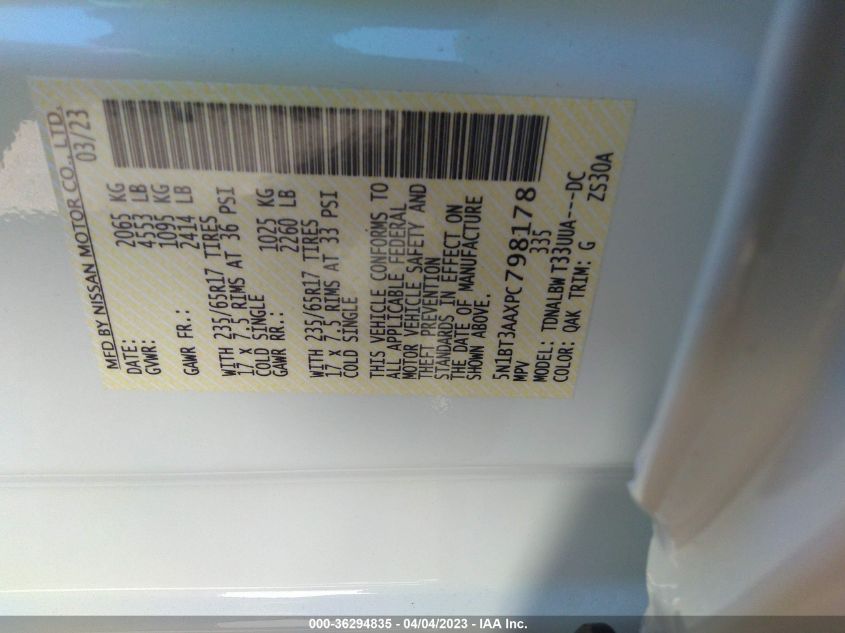 MFD BY NISSAN MOTOR CO., LTD.
DATE: 03/23
GVWR: 2065 KG
4553 LB
GAWR FR.: 1095 KG
2414 LB
WITH 235/65R17 TIRES
17 X 7.5 RIMS AT 36 PSI
COLD SINGLE
GAWR RR.: 1025 KG
2260 LB
WITH 235/65R17 TIRES
17 X 7.5 RIMS AT 33 PSI
COLD SINGLE
THIS VEHICLE CONFORMS TO
ALL APPLICABLE FEDERAL
MOTOR VEHICLE SAFETY AND
THEFT PREVENTION
STANDARDS IN EFFECT ON
THE DATE OF MANUFACTURE
SHOWN ABOVE.
5N1BT3AAXPC798178
MPV 335
MODEL: TDNALBW T33UUA---DC
COLOR: QAK TRIM: G ZS30A
000-36294835 - 04/04/2023 - IAA Inc.